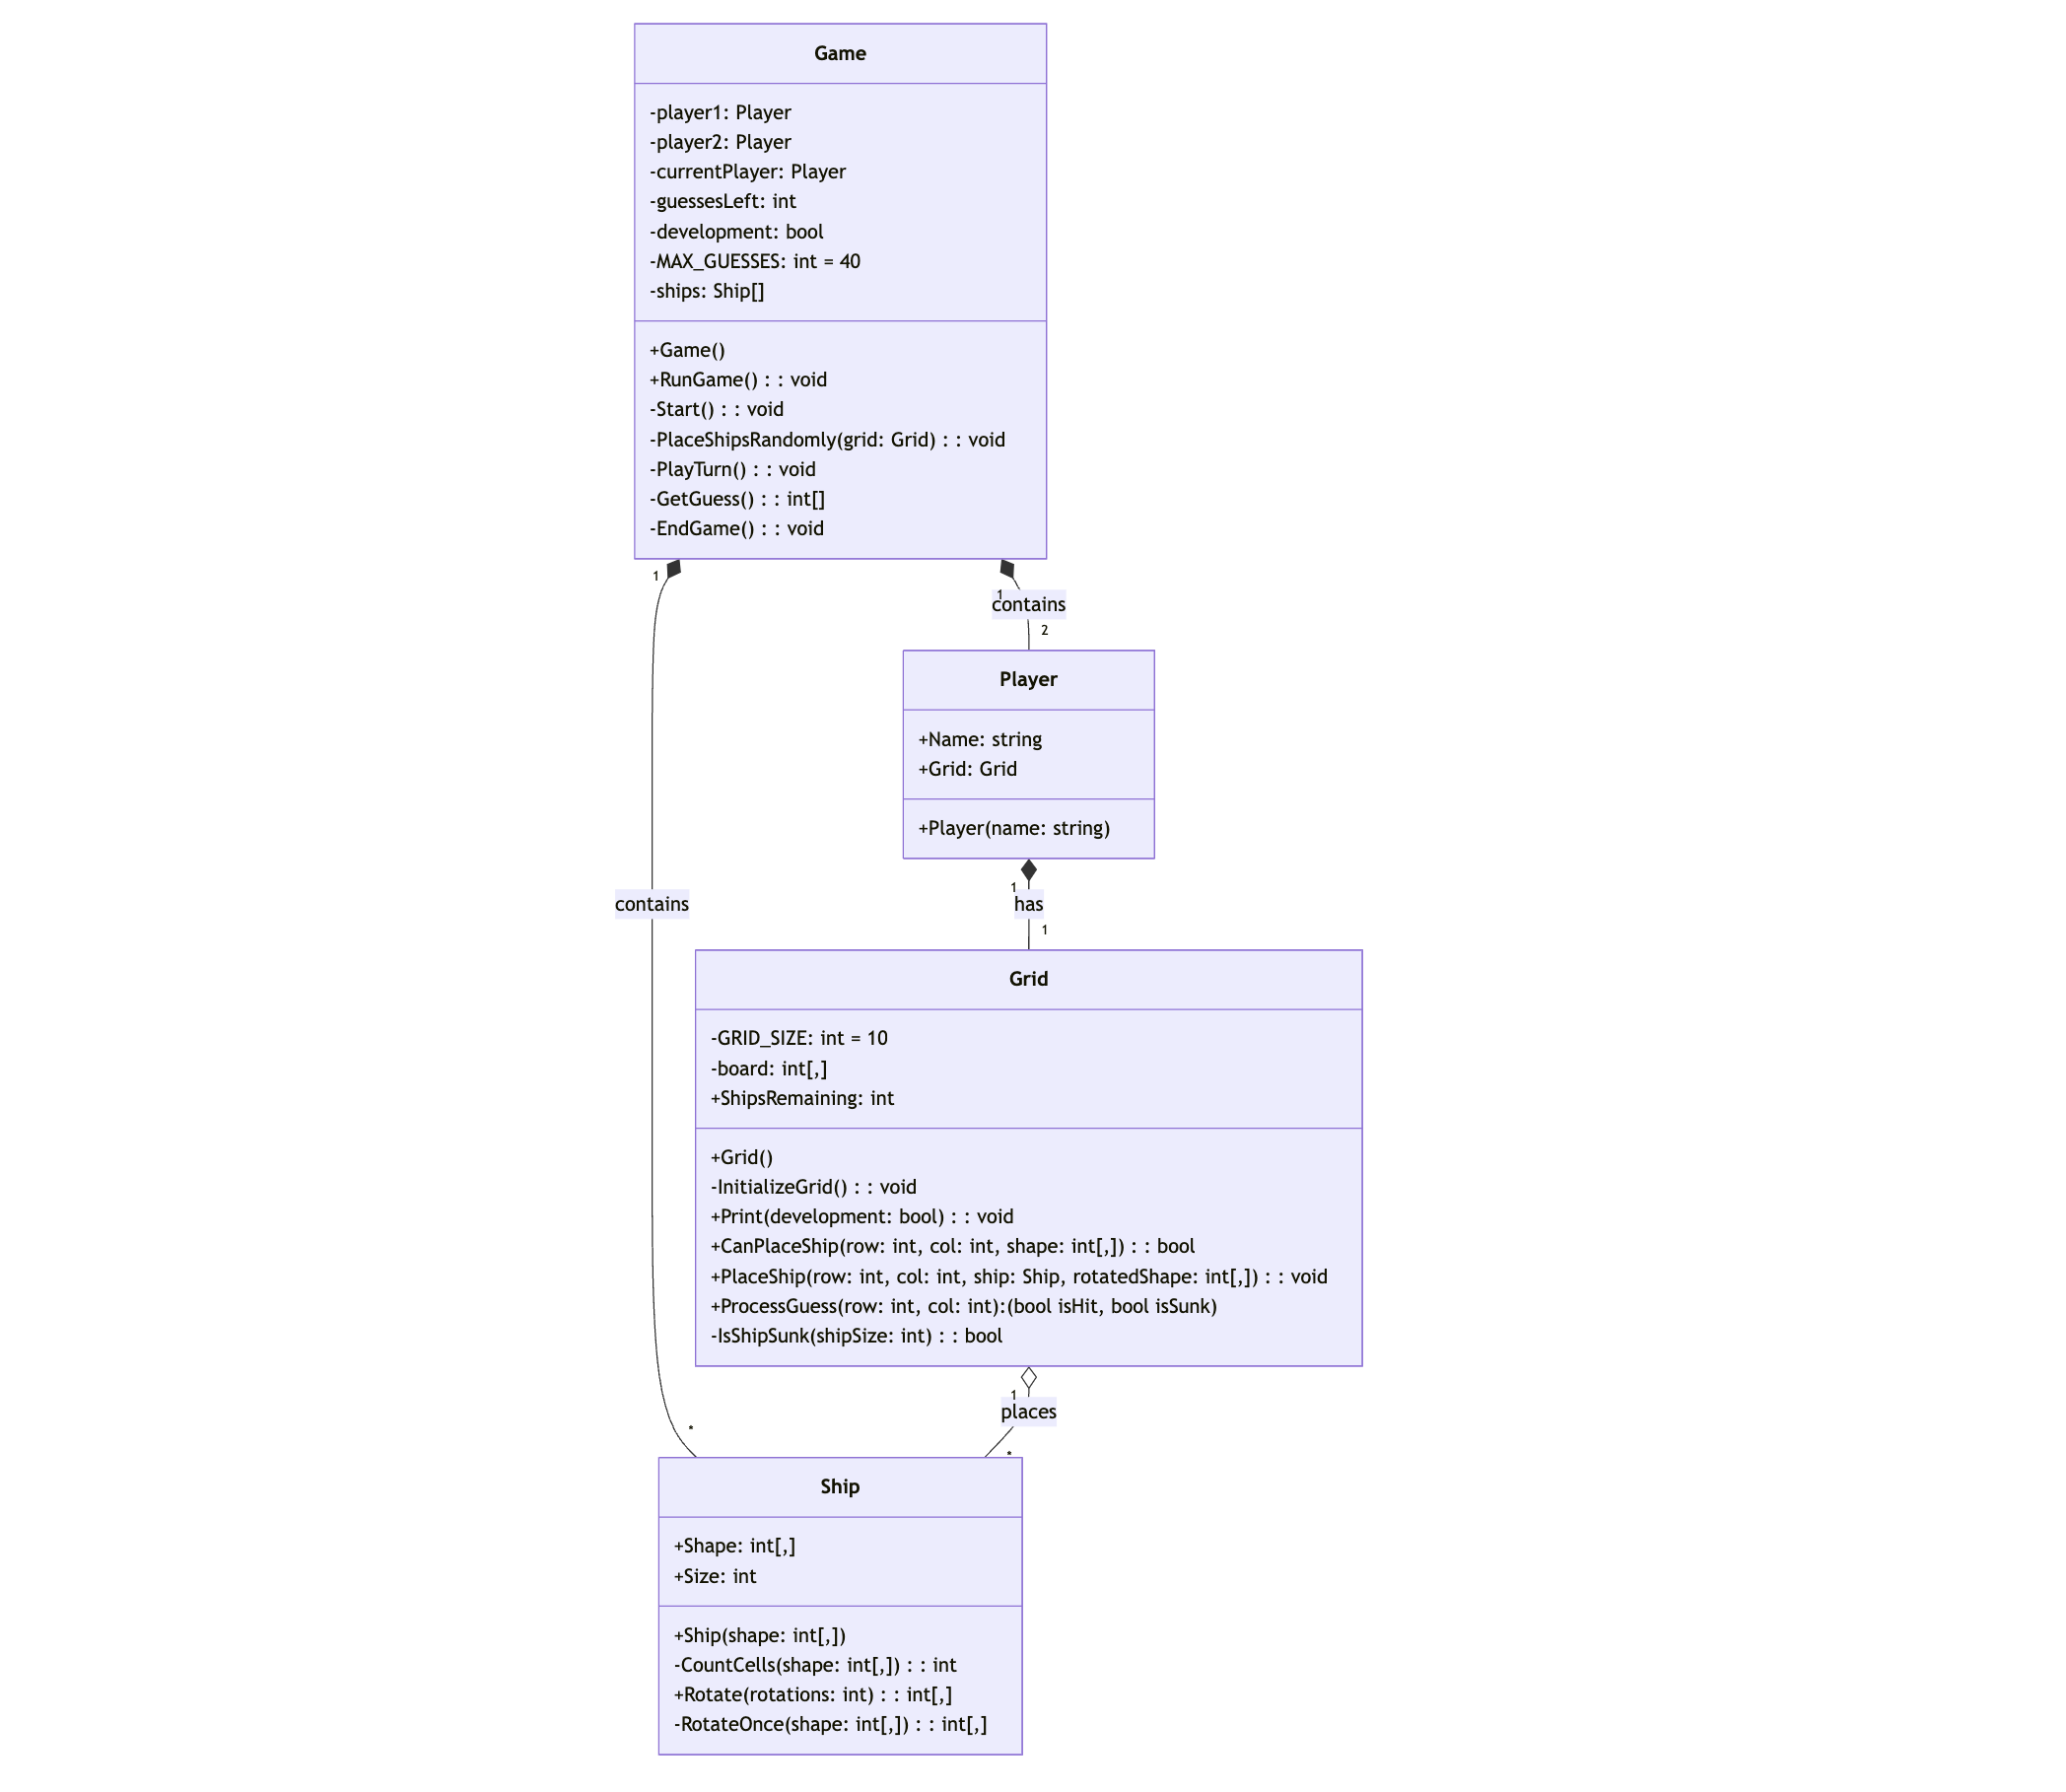 Game
-player1: Player
-player2: Player
-currentPlayer: Player
-guessesLeft: int
-development: bool
-MAX_GUESSES: int = 40
-ships: Ship[]
+Game()
+RunGame() : : void
-Start() : : void
-PlaceShipsRandomly(grid: Grid) : : void
-PlayTurn() : : void
-GetGuess() : : int[]
-EndGame() : : void
1
1
contains
2
Player
+Name: string
+Grid: Grid
+Player(name: string)
1
contains
has
1
Grid
-GRID_SIZE: int = 10
-board: int[,]
+ShipsRemaining: int
+Grid()
-InitializeGrid() : : void
+Print(development: bool) : : void
+CanPlaceShip(row: int, col: int, shape: int[,]) : : bool
+PlaceShip(row: int, col: int, ship: Ship, rotatedShape: int[,]) : : void
+ProcessGuess(row: int, col: int):(bool isHit, bool isSunk)
-IsShipSunk(shipSize: int) : : bool
1
places
*
*
Ship
+Shape: int[,]
+Size: int
+Ship(shape: int[,])
-CountCells(shape: int[,]) : : int
+Rotate(rotations: int) : : int[,]
-RotateOnce(shape: int[,]) : : int[,]